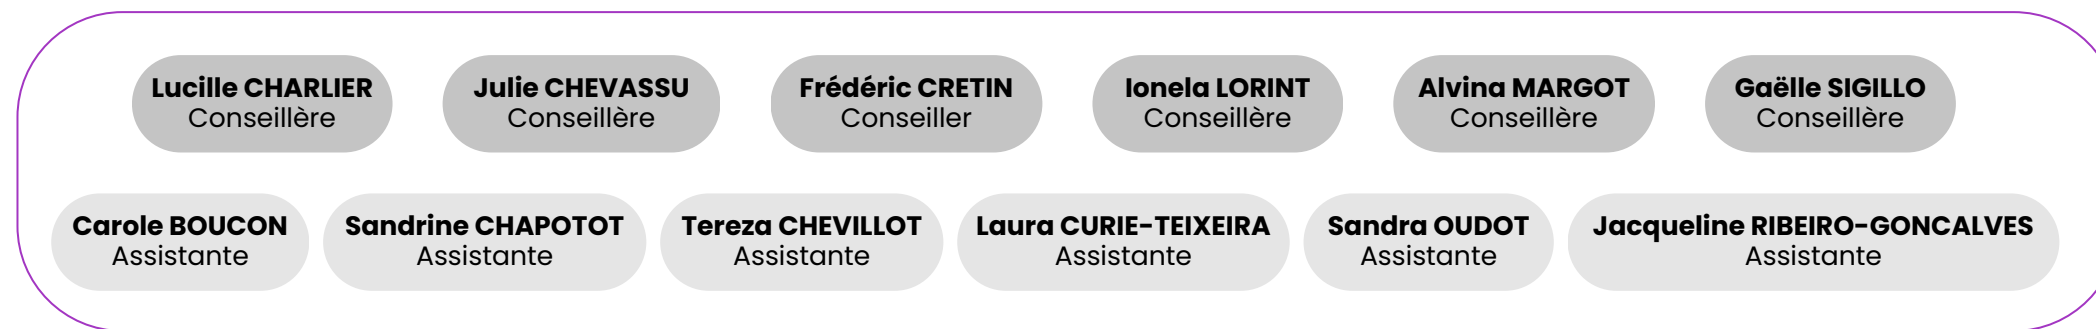 Lucille CHARLIER
Conseillère
Julie CHEVASSU
Conseillère
Frédéric CRETIN
Conseiller
Ionela LORINT
Conseillère
Alvina MARGOT
Conseillère
Gaëlle SIGILLO
Conseillère
Carole BOUCON
Assistante
Sandrine CHAPOTOT
Assistante
Tereza CHEVILLOT
Assistante
Laura CURIE-TEIXEIRA
Assistante
Sandra OUDOT
Assistante
Jacqueline RIBEIRO-GONCALVES
Assistante